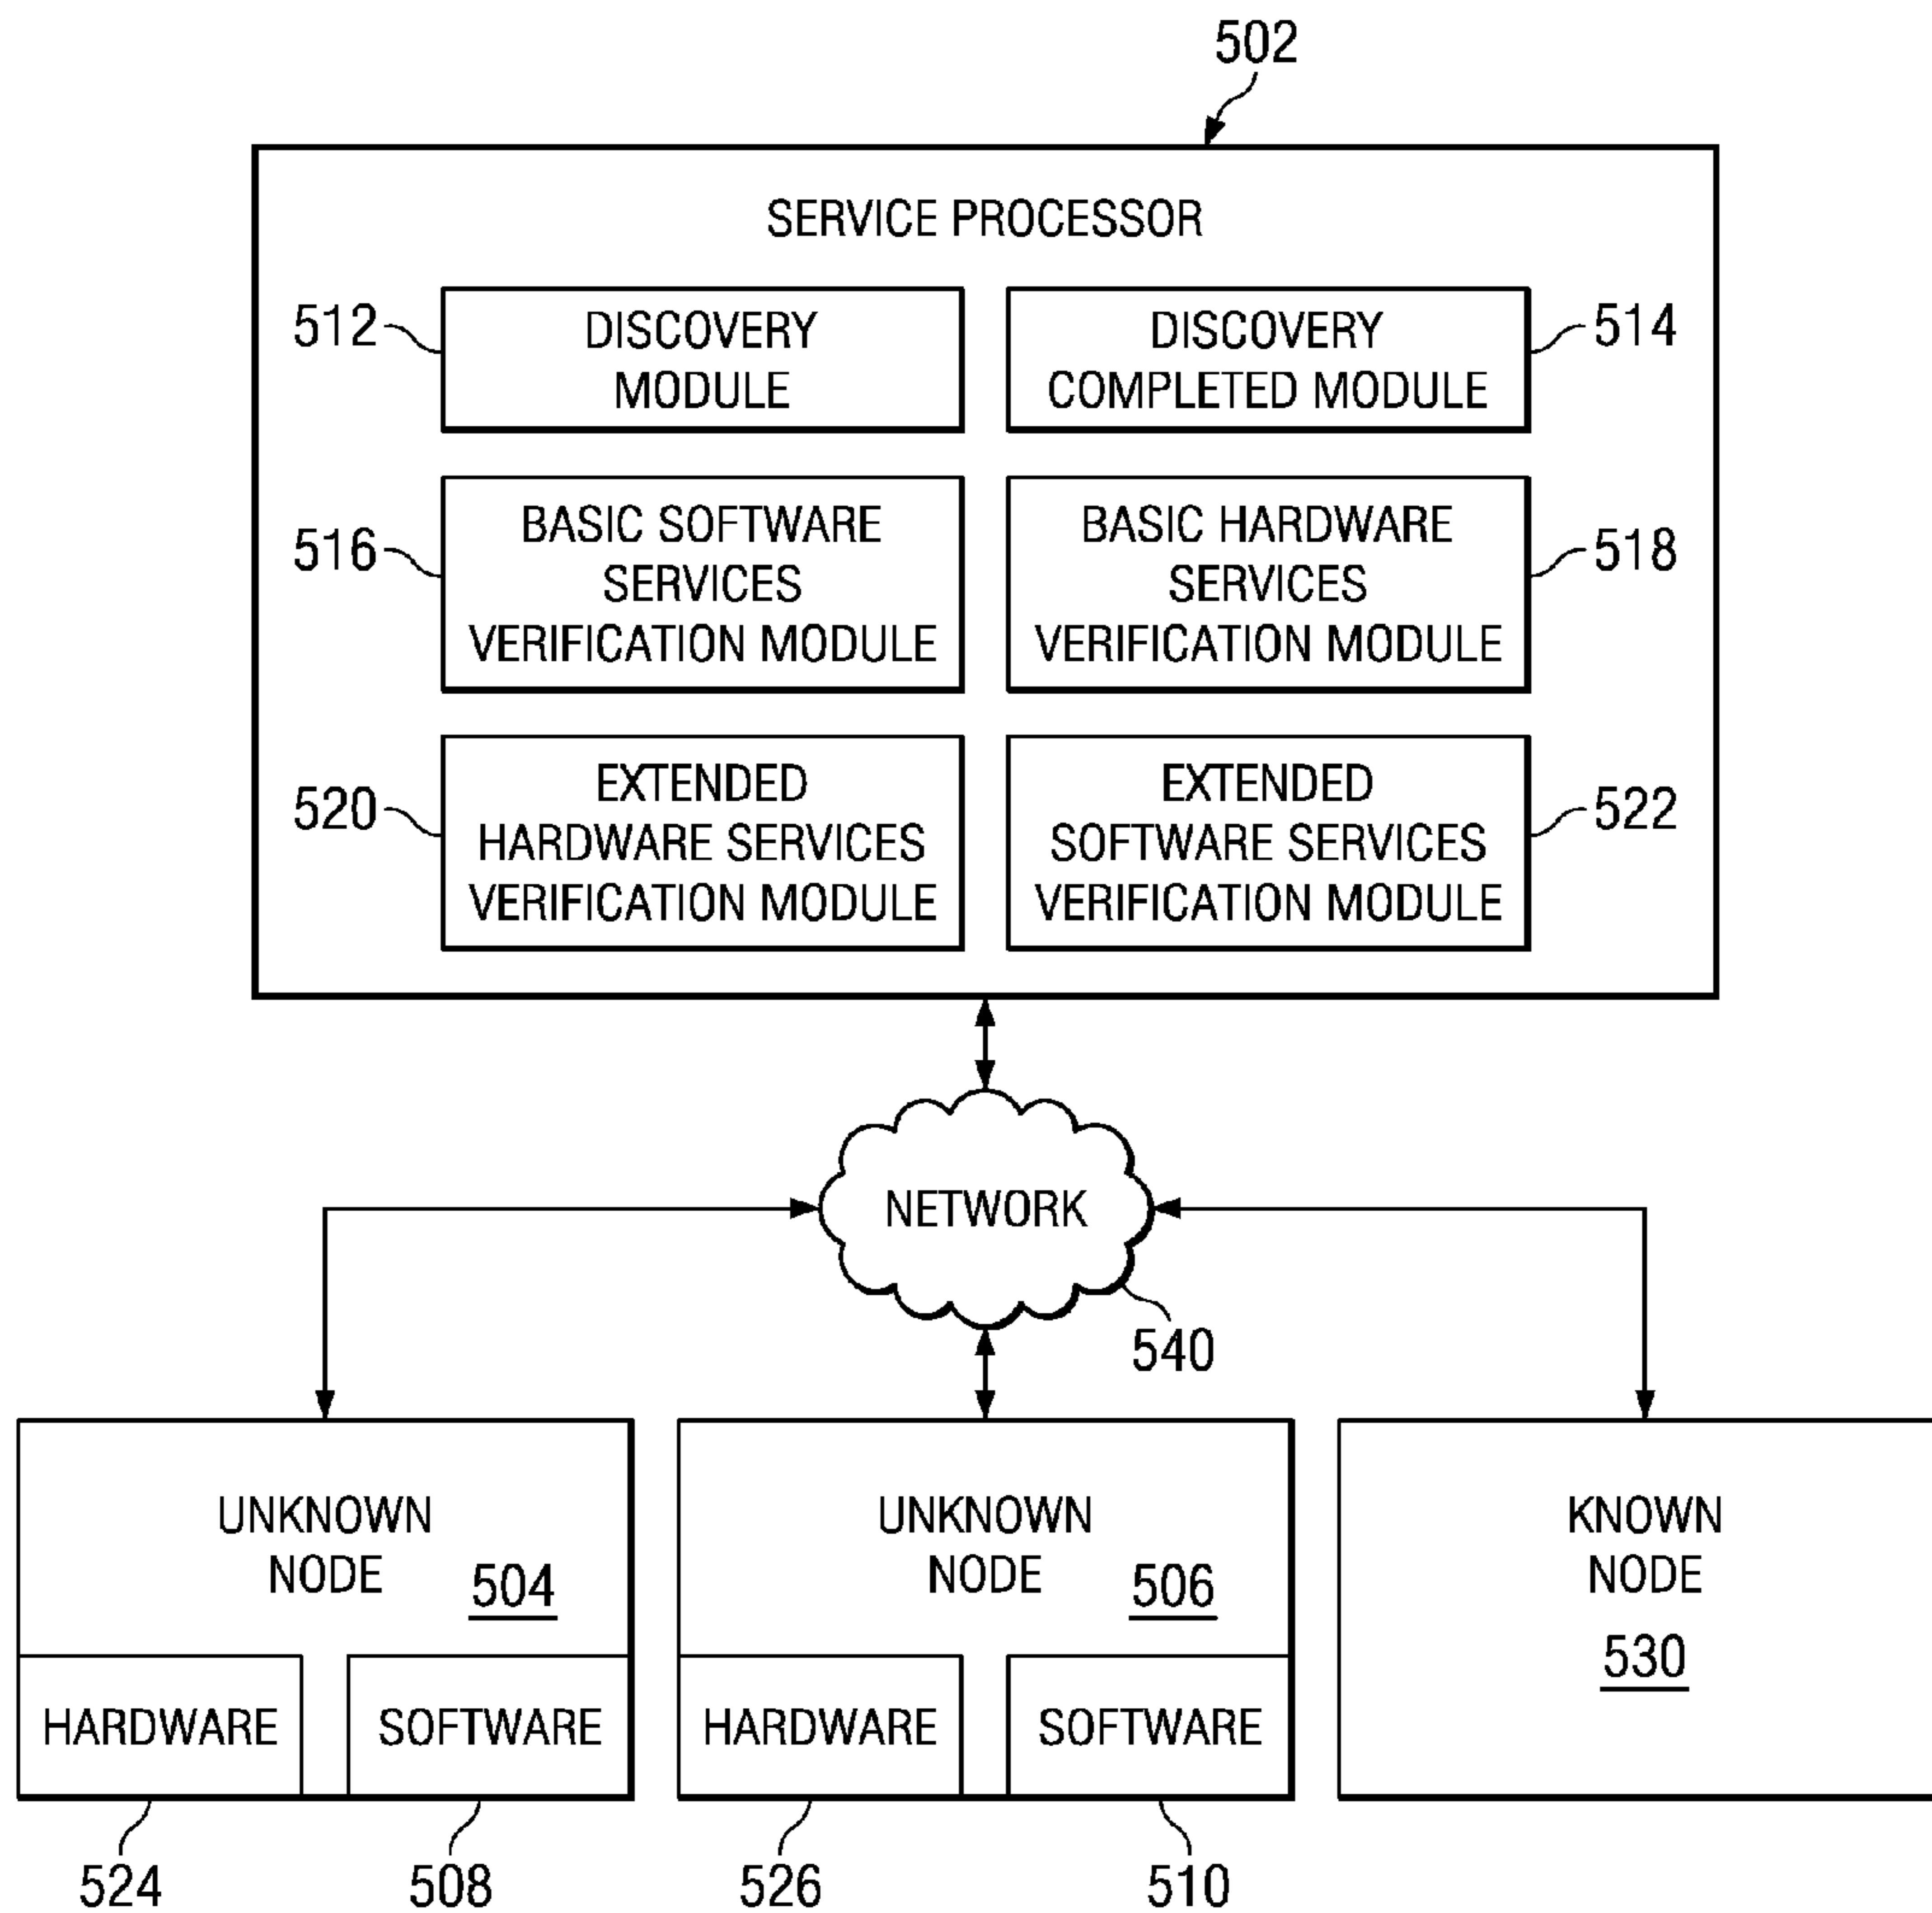 502
SERVICE PROCESSOR
512
DISCOVERY
MODULE
DISCOVERY
COMPLETED MODULE
514
516
BASIC SOFTWARE
SERVICES
VERIFICATION MODULE
BASIC HARDWARE
SERVICES
VERIFICATION MODULE
518
520
EXTENDED
HARDWARE SERVICES
VERIFICATION MODULE
EXTENDED
SOFTWARE SERVICES
VERIFICATION MODULE
522
NETWORK
540
UNKNOWN
NODE
504
HARDWARE
SOFTWARE
524
508
UNKNOWN
NODE
506
HARDWARE
SOFTWARE
526
510
KNOWN
NODE
530